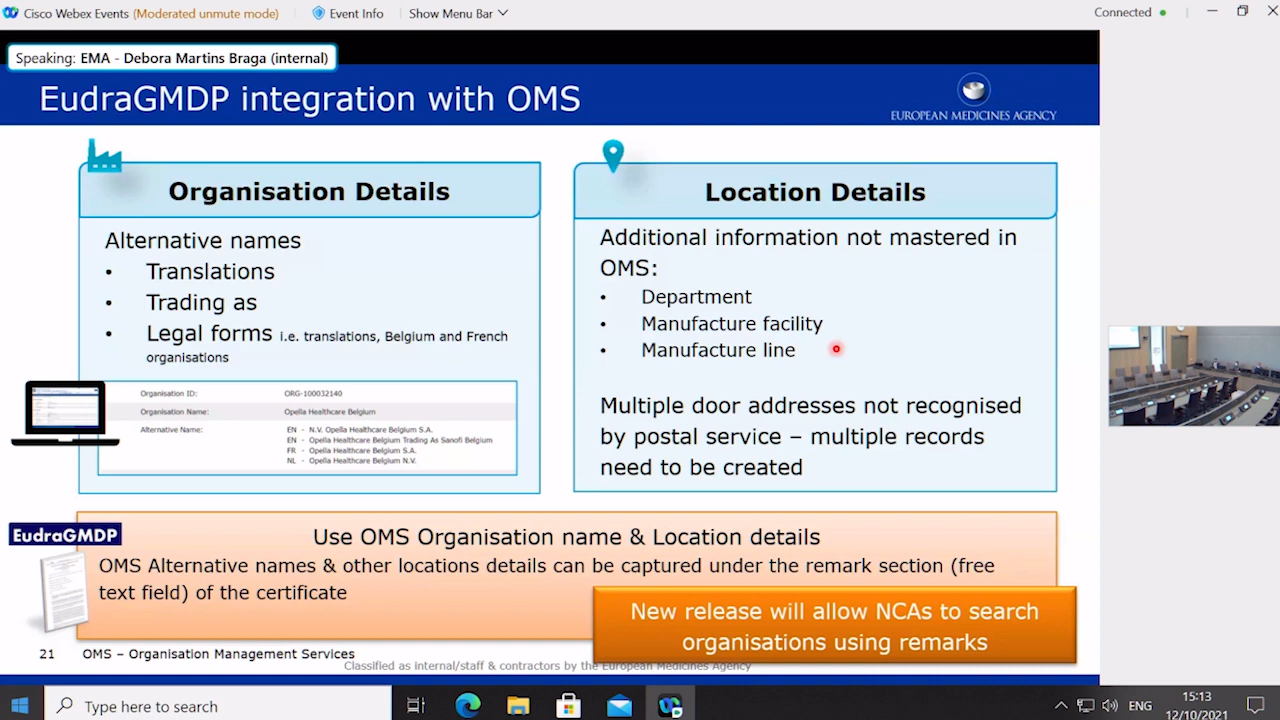 Cisco Webex Events (Moderated unmute mode)
Event Info
Show Menu Bar
Connected
Speaking: EMA - Debora Martins Braga (internal)
EudraGMDP integration with OMS
EUROPEAN MEDICINES AGENCY
Organisation Details
Alternative names
• Translations
• Trading as
• Legal forms i.e. translations, Belgium and French
organisations
Organisation ID: ORG-100032140
Organisation Name: Opella Healthcare Belgium
Alternative Name: EN - N.V. Opella Healthcare Belgium S.A.
EN - Opella Healthcare Belgium Trading As Sanofi Belgium
FR - Opella Healthcare Belgium S.A.
NL - Opella Healthcare Belgium N.V.
Location Details
Additional information not mastered in
OMS:
• Department
• Manufacture facility
• Manufacture line
Multiple door addresses not recognised
by postal service – multiple records
need to be created
EudraGMDP
Use OMS Organisation name & Location details
OMS Alternative names & other locations details can be captured under the remark section (free
text field) of the certificate
New release will allow NCAs to search
organisations using remarks
21 OMS – Organisation Management Services
Classified as internal/staff & contractors by the European Medicines Agency
Type here to search
ENG
15:13
12/10/2021